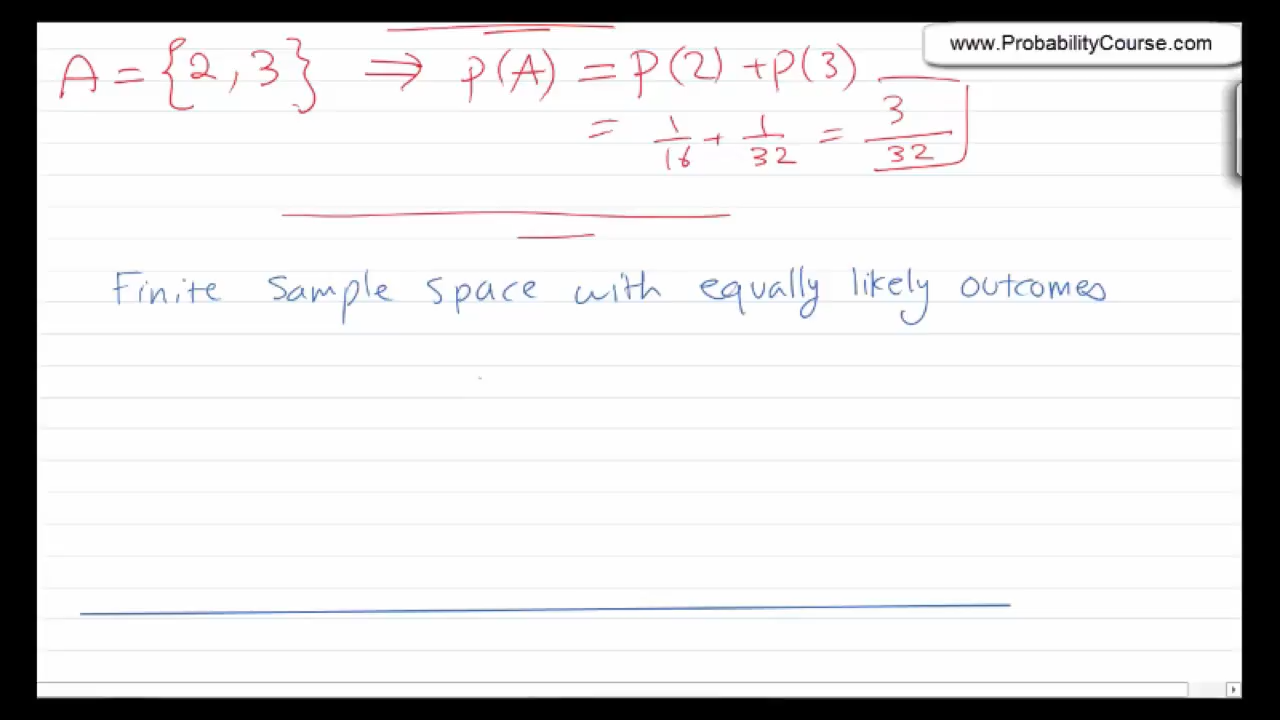 www.ProbabilityCourse.com
A = {2, 3} ⇒ P(A) = P(2) + P(3)
= 1/16 + 1/32 = 3/32
Finite Sample space with equally likely outcomes